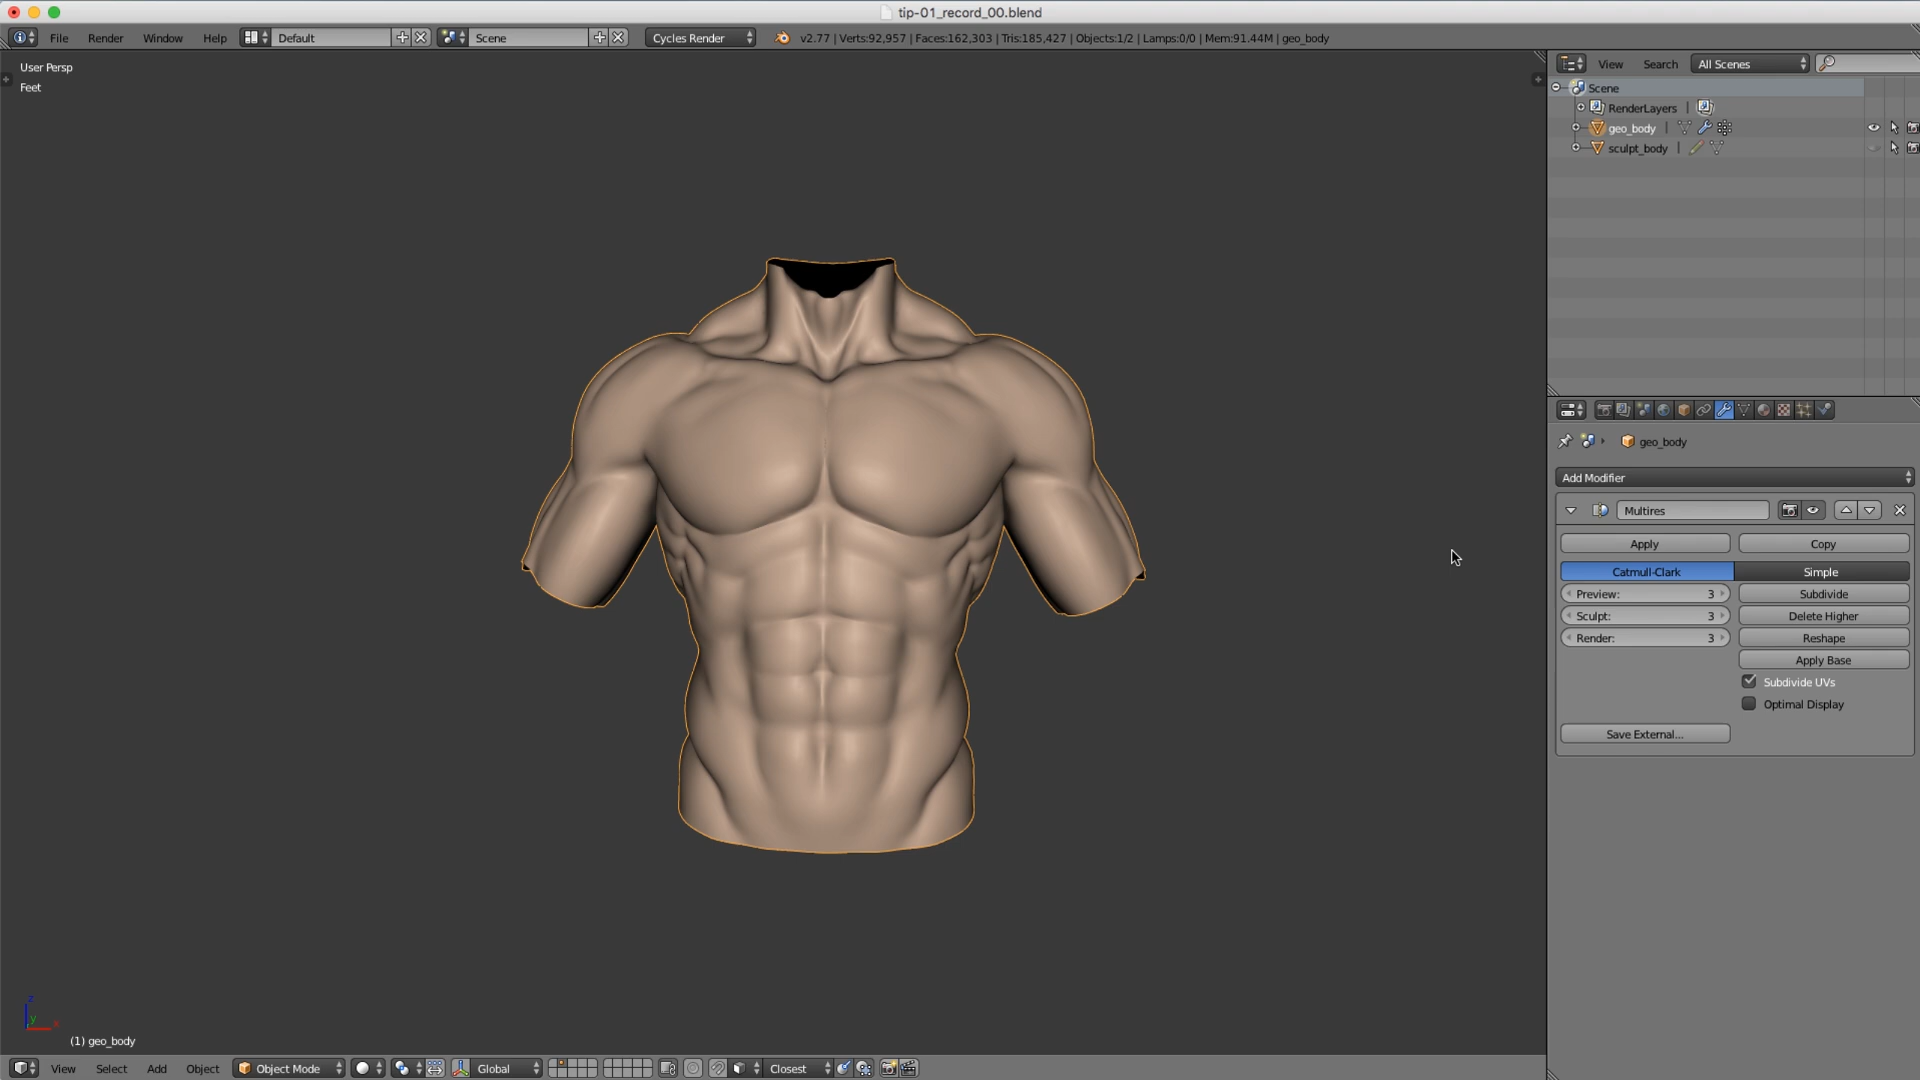 tip-01_record_00.blend
File Render Window Help Default Scene Cycles Render v2.77 | Verts:92,957 | Faces:162,303 | Tris:185,427 | Objects:1/2 | Lamps:0/0 | Mem:91.44M | geo_body
User Persp
Feet
View Search All Scenes
Scene
RenderLayers
geo_body
sculpt_body
geo_body
Add Modifier
Multires
Apply Copy
Catmull-Clark Simple
Preview: 3 Subdivide
Sculpt: 3 Delete Higher
Render: 3 Reshape
Apply Base
Subdivide UVs
Optimal Display
Save External...
z
y x
(1) geo_body
View Select Add Object Object Mode Global Closest